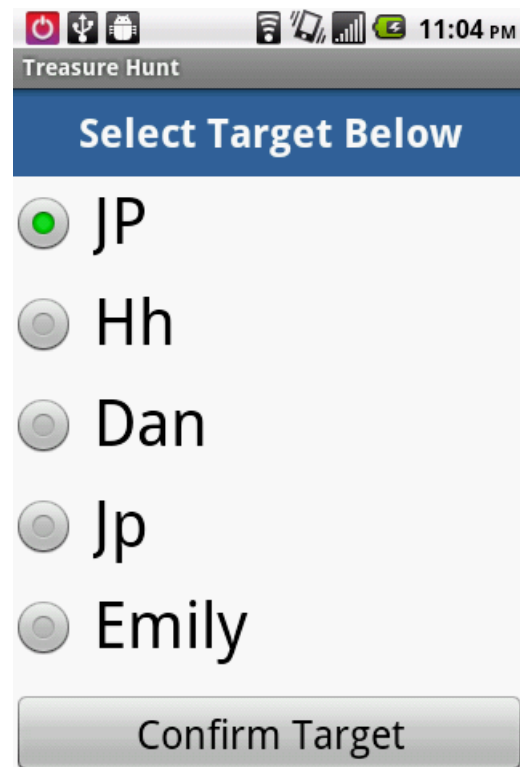 11:04 PM
Treasure Hunt
Select Target Below
JP
Hh
Dan
Jp
Emily
Confirm Target